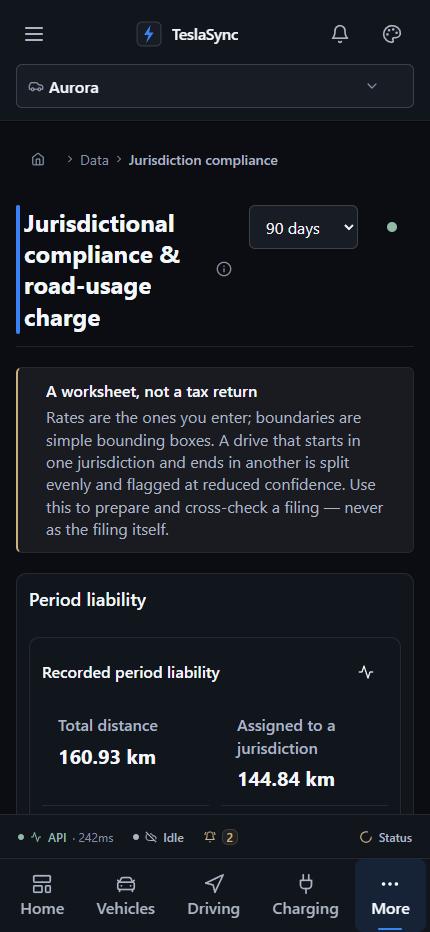 TeslaSync
Aurora
Data
Jurisdiction compliance
Jurisdictional
compliance &
road-usage
charge
90 days
A worksheet, not a tax return
Rates are the ones you enter; boundaries are
simple bounding boxes. A drive that starts in
one jurisdiction and ends in another is split
evenly and flagged at reduced confidence. Use
this to prepare and cross-check a filing — never
as the filing itself.
Period liability
Recorded period liability
Total distance
160.93 km
Assigned to a
jurisdiction
144.84 km
API · 242ms
Idle
2
Status
Home
Vehicles
Driving
Charging
More